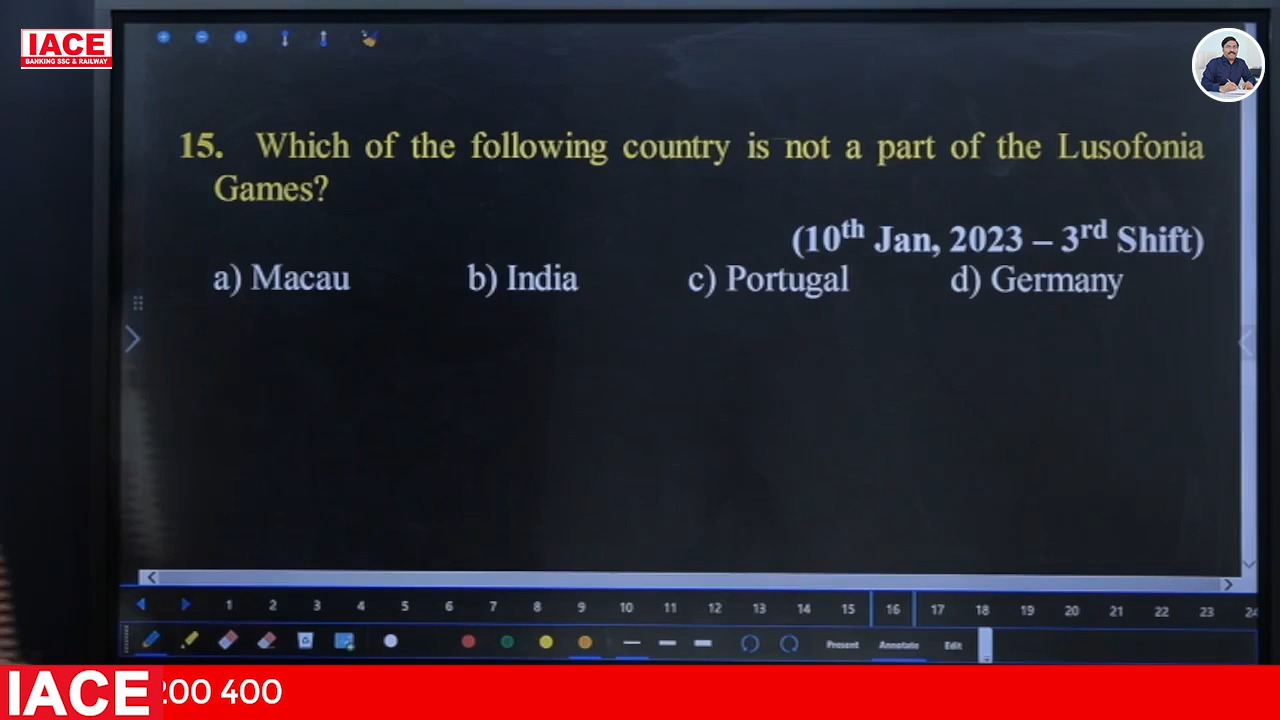 IACE
BANKING SSC & RAILWAY
15. Which of the following country is not a part of the Lusofonia
Games?
(10th Jan, 2023 – 3rd Shift)
a) Macau b) India c) Portugal d) Germany
1 2 3 4 5 6 7 8 9 10 11 12 13 14 15 16 17 18 19 20 21 22 23 24
Present Annotate Edit
IACE 200 400